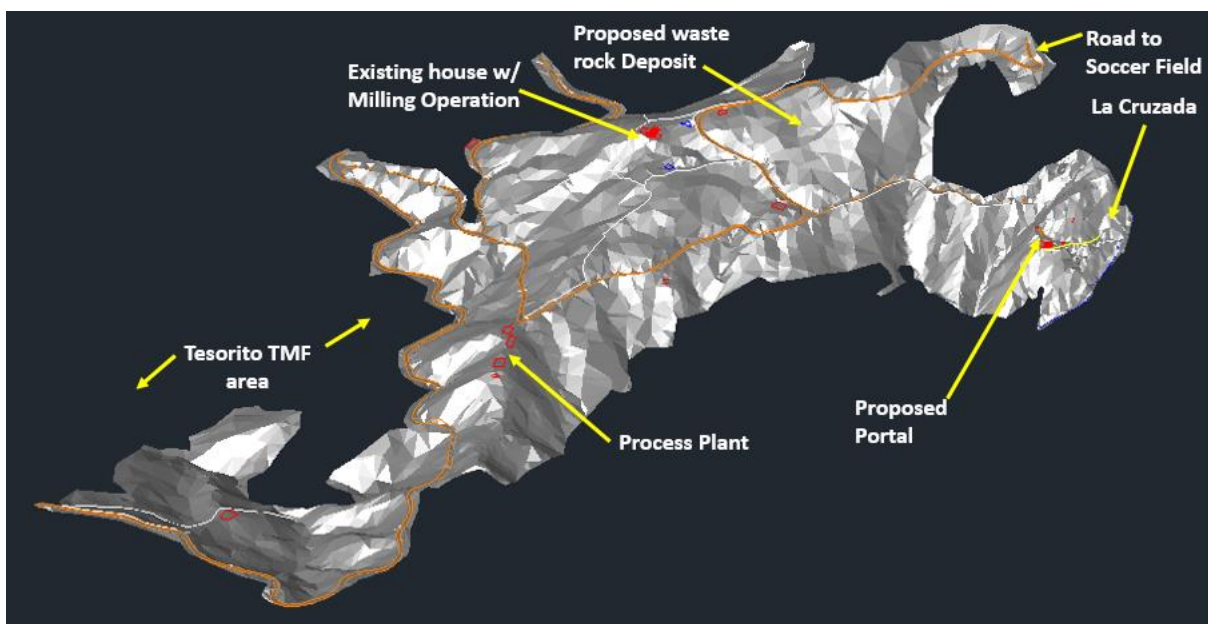 Proposed waste
rock Deposit
Road to
Soccer Field
Existing house w/
Milling Operation
La Cruzada
Tesorito TMF
area
Proposed
Portal
Process Plant